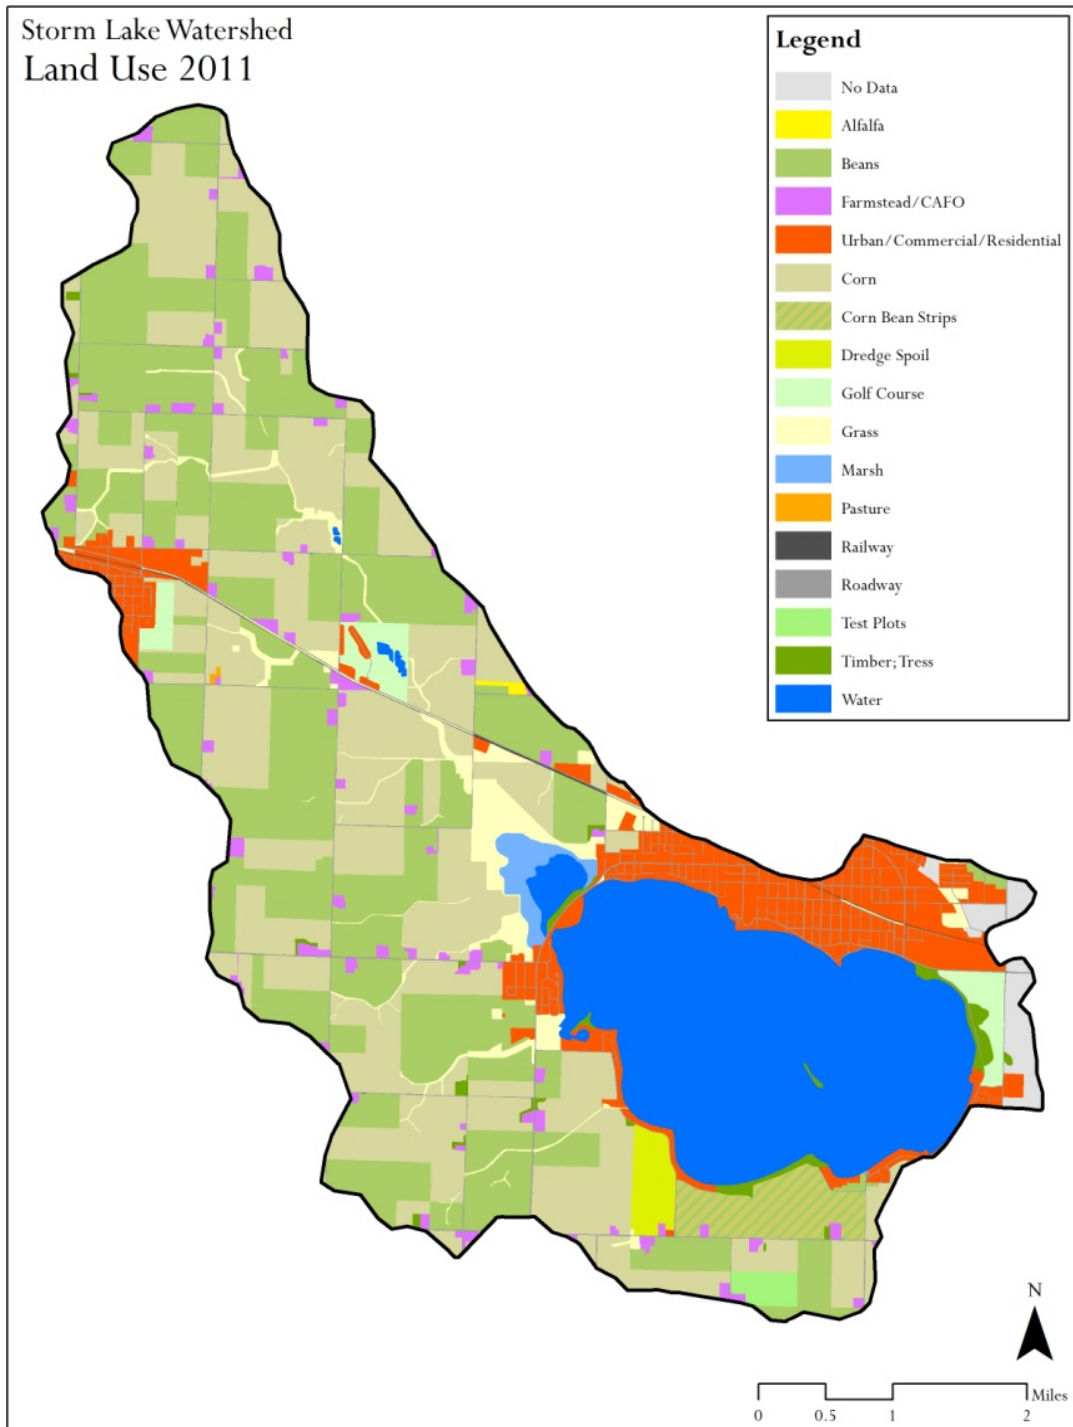 Storm Lake Watershed
Land Use 2011
Legend
No Data
Alfalfa
Beans
Farmstead/CAFO
Urban/Commercial/Residential
Corn
Corn Bean Strips
Dredge Spoil
Golf Course
Grass
Marsh
Pasture
Railway
Roadway
Test Plots
Timber; Tress
Water
N
Miles
0 0.5 1 2